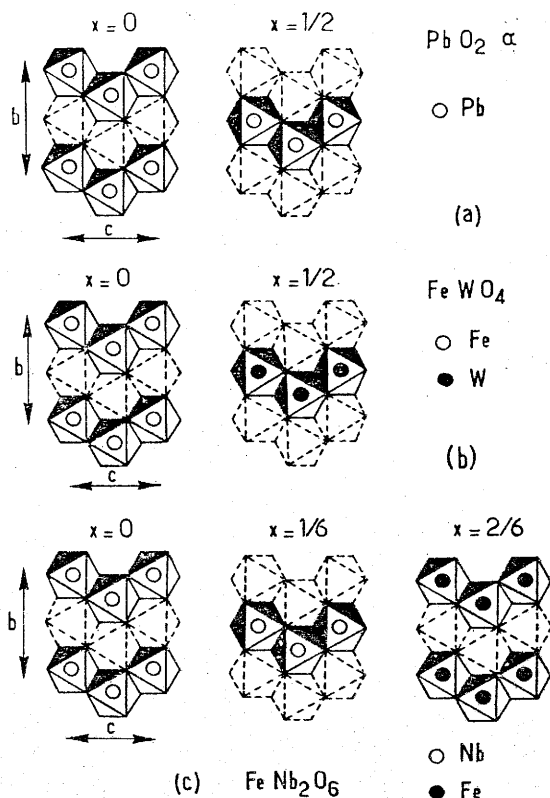 x = 0
x = 1/2
PbO₂ α
b
○ Pb
c
(a)
x = 0
x = 1/2
FeWO₄
b
○ Fe
● W
c
(b)
x = 0
x = 1/6
x = 2/6
b
c
○ Nb
(c) FeNb₂O₆
● Fe